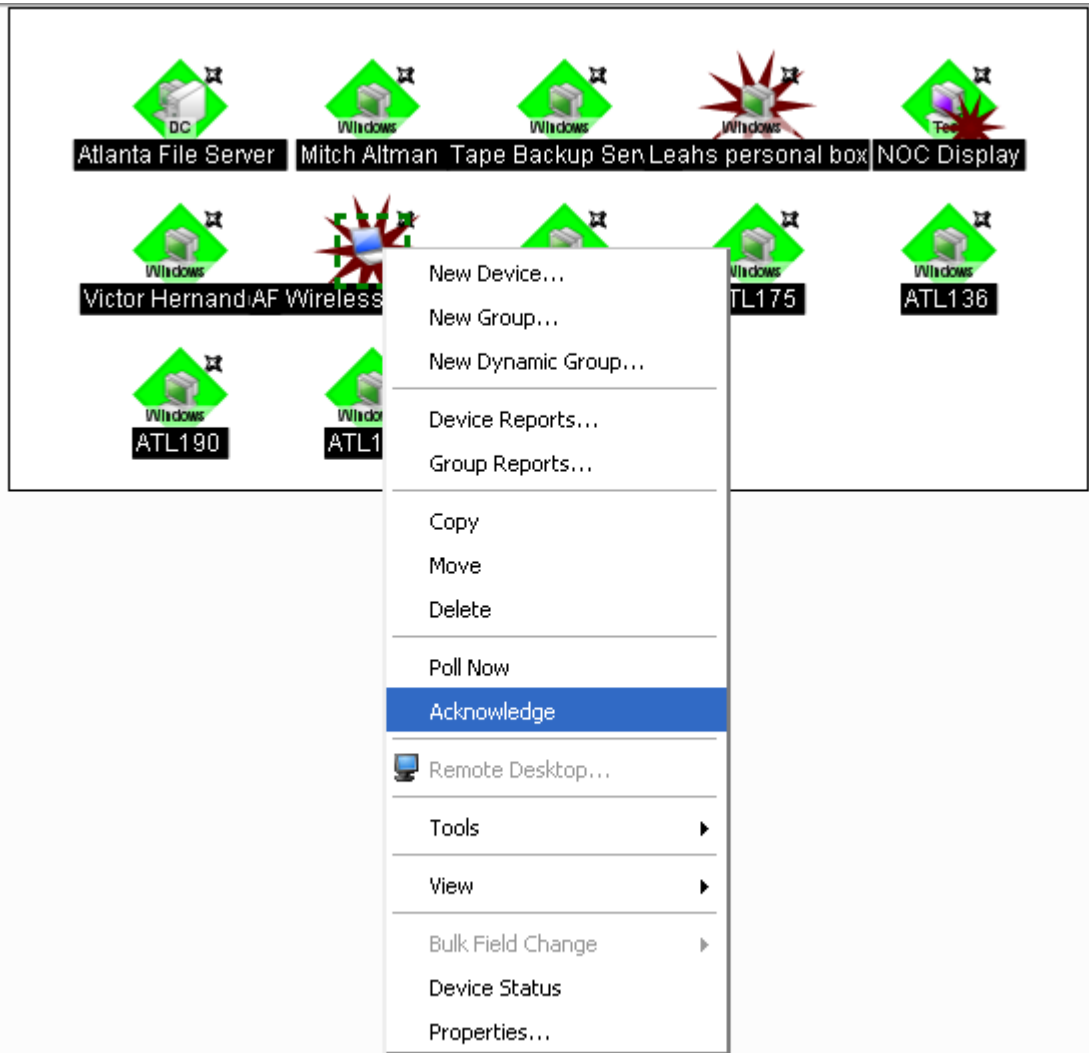 DC
Windows
Windows
Windows
Atlanta File Server
Mitch Altman
Tape Backup Ser
Leahs personal box
NOC Display
Windows
Windows
Windows
Victor Hernand
AF Wireless
TL175
ATL136
Windows
ATL190
ATL1
New Device...
New Group...
New Dynamic Group...
Device Reports...
Group Reports...
Copy
Move
Delete
Poll Now
Acknowledge
Remote Desktop...
Tools
View
Bulk Field Change
Device Status
Properties...